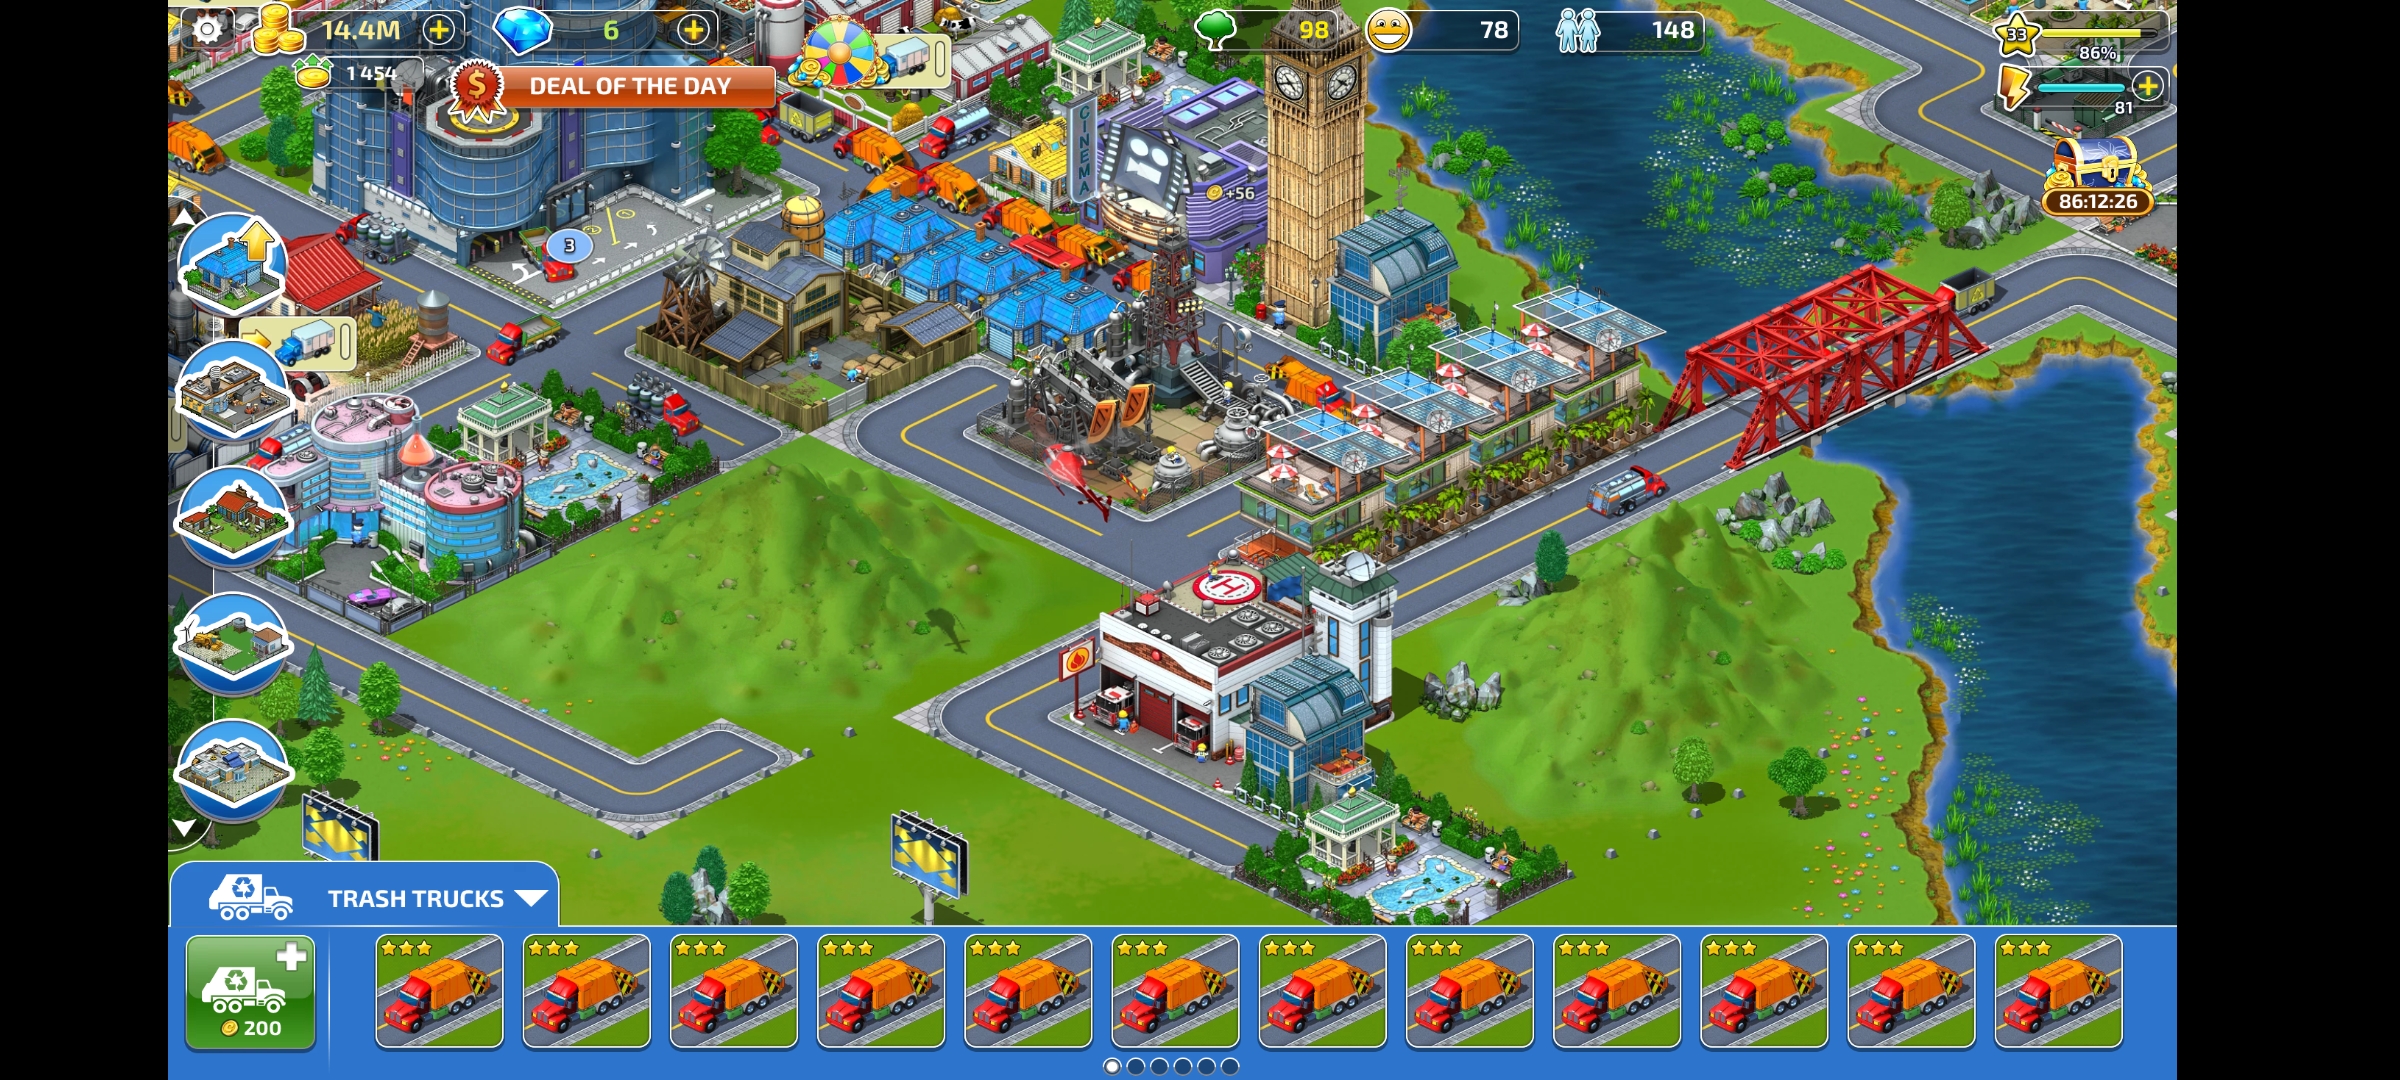 14.4M
6
98
78
148
33
86%
1 454
DEAL OF THE DAY
81
CINEMA
+56
86:12:26
3
H
TRASH TRUCKS
200